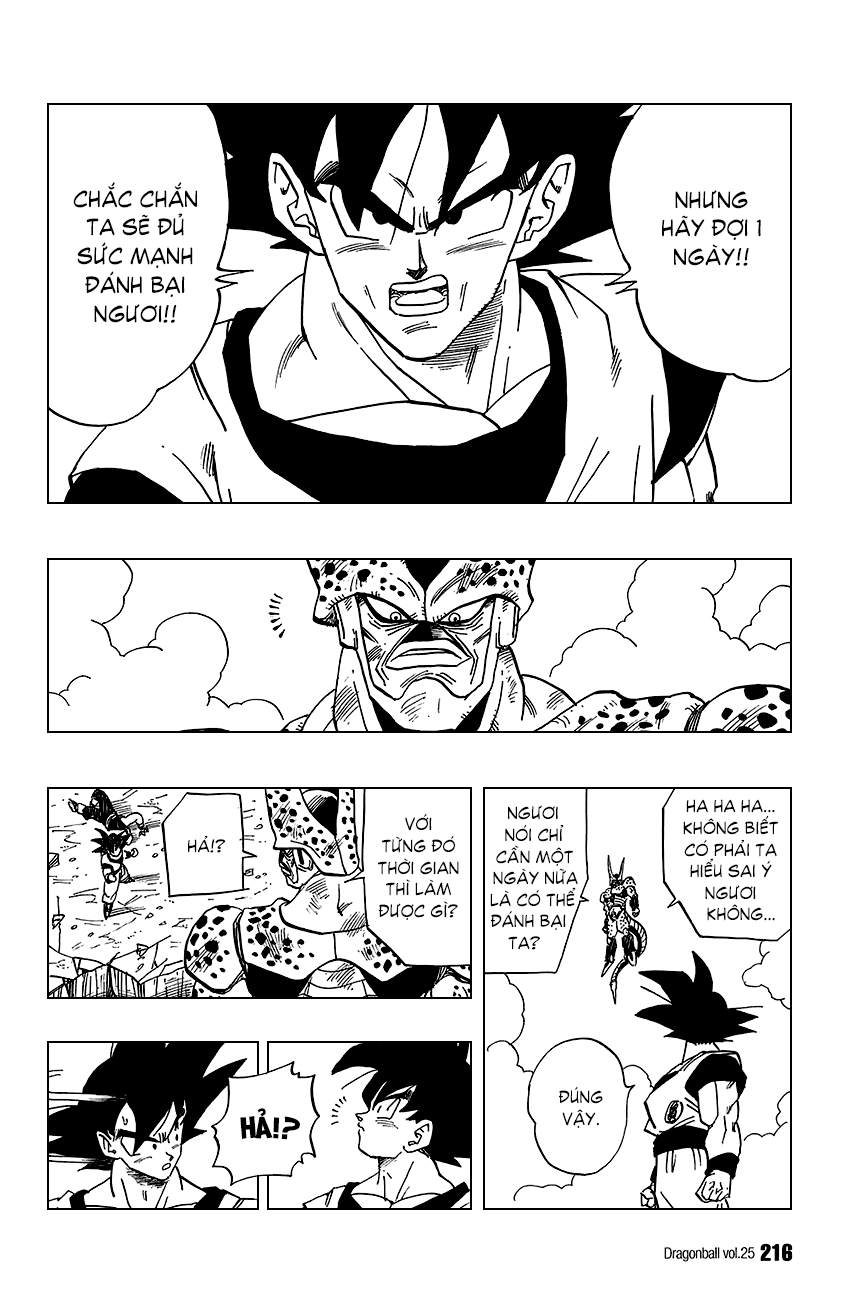 NHƯNG
HÃY ĐỢI 1
NGÀY!!
CHẮC CHẮN
TA SẼ ĐỦ
SỨC MẠNH
ĐÁNH BẠI
NGƯƠI!!
HA HA HA...
KHÔNG BIẾT
CÓ PHẢI TA
HIỂU SAI Ý
NGƯƠI
KHÔNG...
NGƯƠI
NÓI CHỈ
CẦN MỘT
NGÀY NỮA
LÀ CÓ THỂ
ĐÁNH BẠI
TA?
ĐÚNG
VẬY.
VỚI
TỪNG ĐÓ
THỜI GIAN
THÌ LÀM
ĐƯỢC GÌ?
HẢ!?
HẢ!?
Dragonball vol.25 216